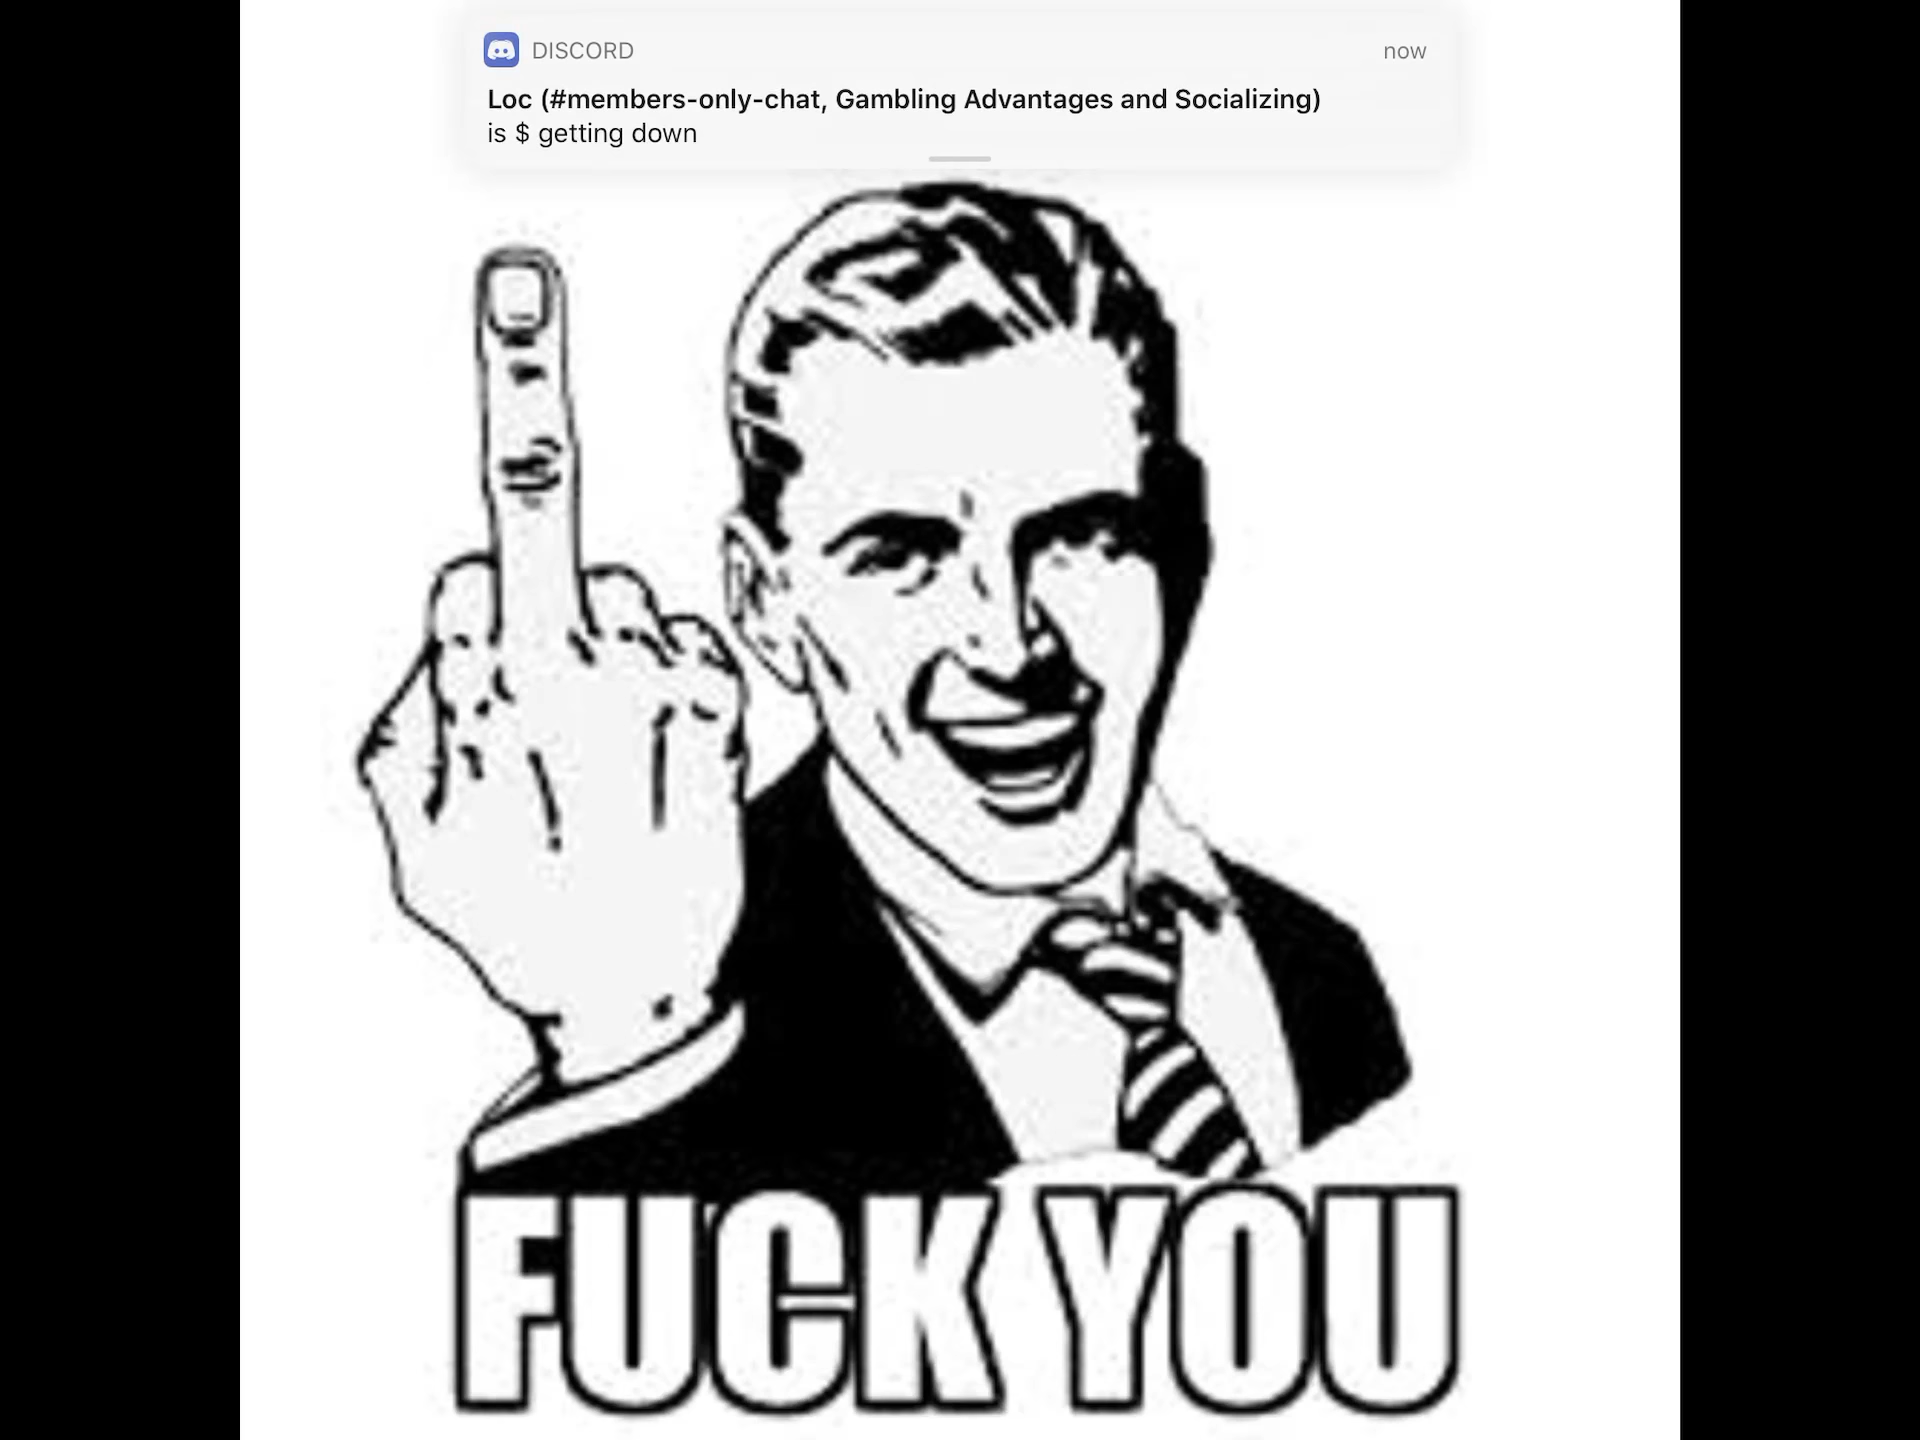 DISCORD
now
Loc (#members-only-chat, Gambling Advantages and Socializing)
is $ getting down
FUCK YOU